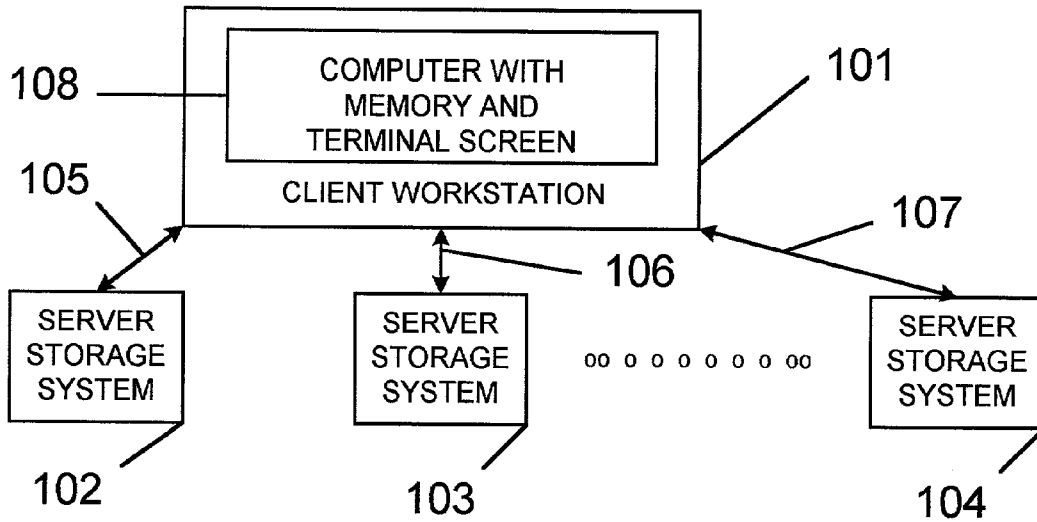 COMPUTER WITH
MEMORY AND
TERMINAL SCREEN
CLIENT WORKSTATION
108
101
105
106
107
SERVER
STORAGE
SYSTEM
SERVER
STORAGE
SYSTEM
oo o o o o o o oo
SERVER
STORAGE
SYSTEM
102
103
104